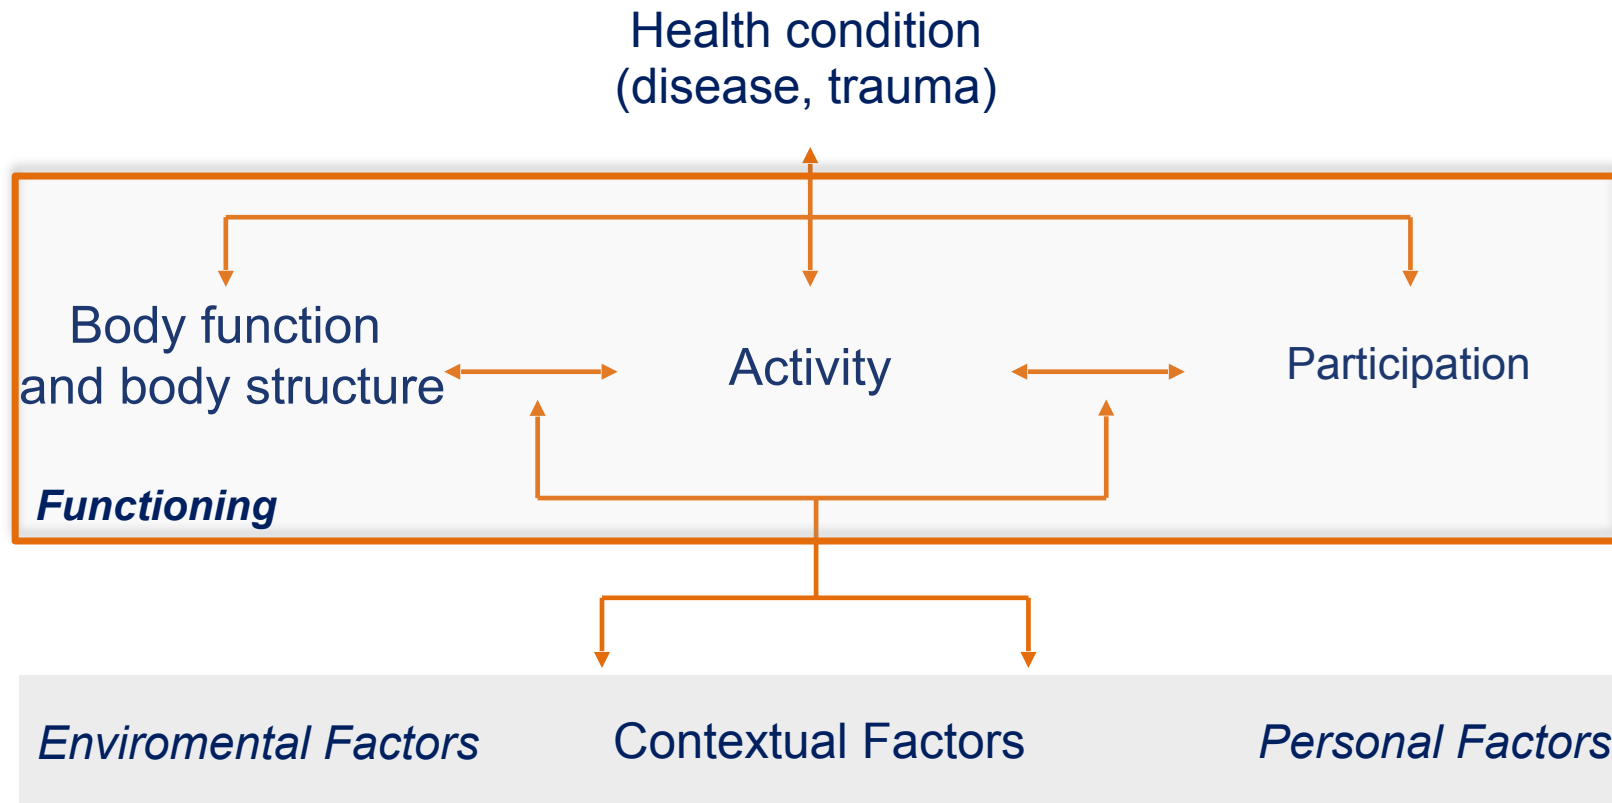 Health condition
(disease, trauma)
Body function
and body structure
Activity
Participation
Functioning
Enviromental Factors
Contextual Factors
Personal Factors